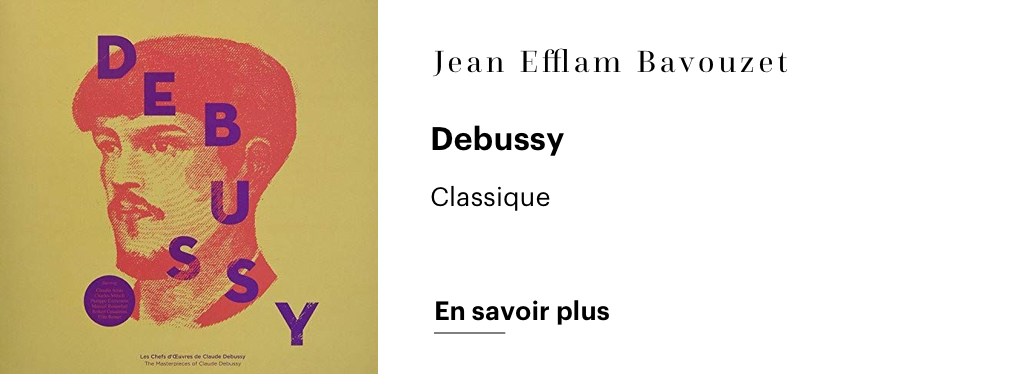 DEBUSSY
Les Chefs d'Œuvres de Claude Debussy
The Masterpieces of Claude Debussy
Jean Efflam Bavouzet
Debussy
Classique
En savoir plus